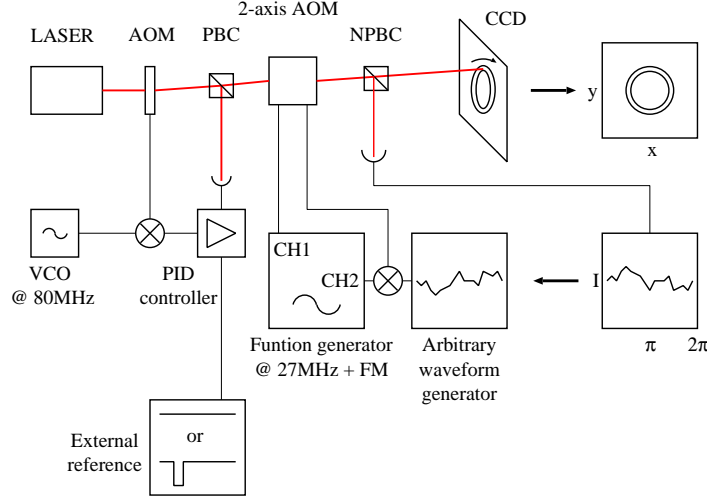 2-axis AOM
LASER
AOM
PBC
NPBC
CCD
y
x
CH1
CH2
I
π
2π
VCO
@ 80MHz
PID
controller
Funtion generator
@ 27MHz + FM
Arbitrary
waveform
generator
External
reference
or